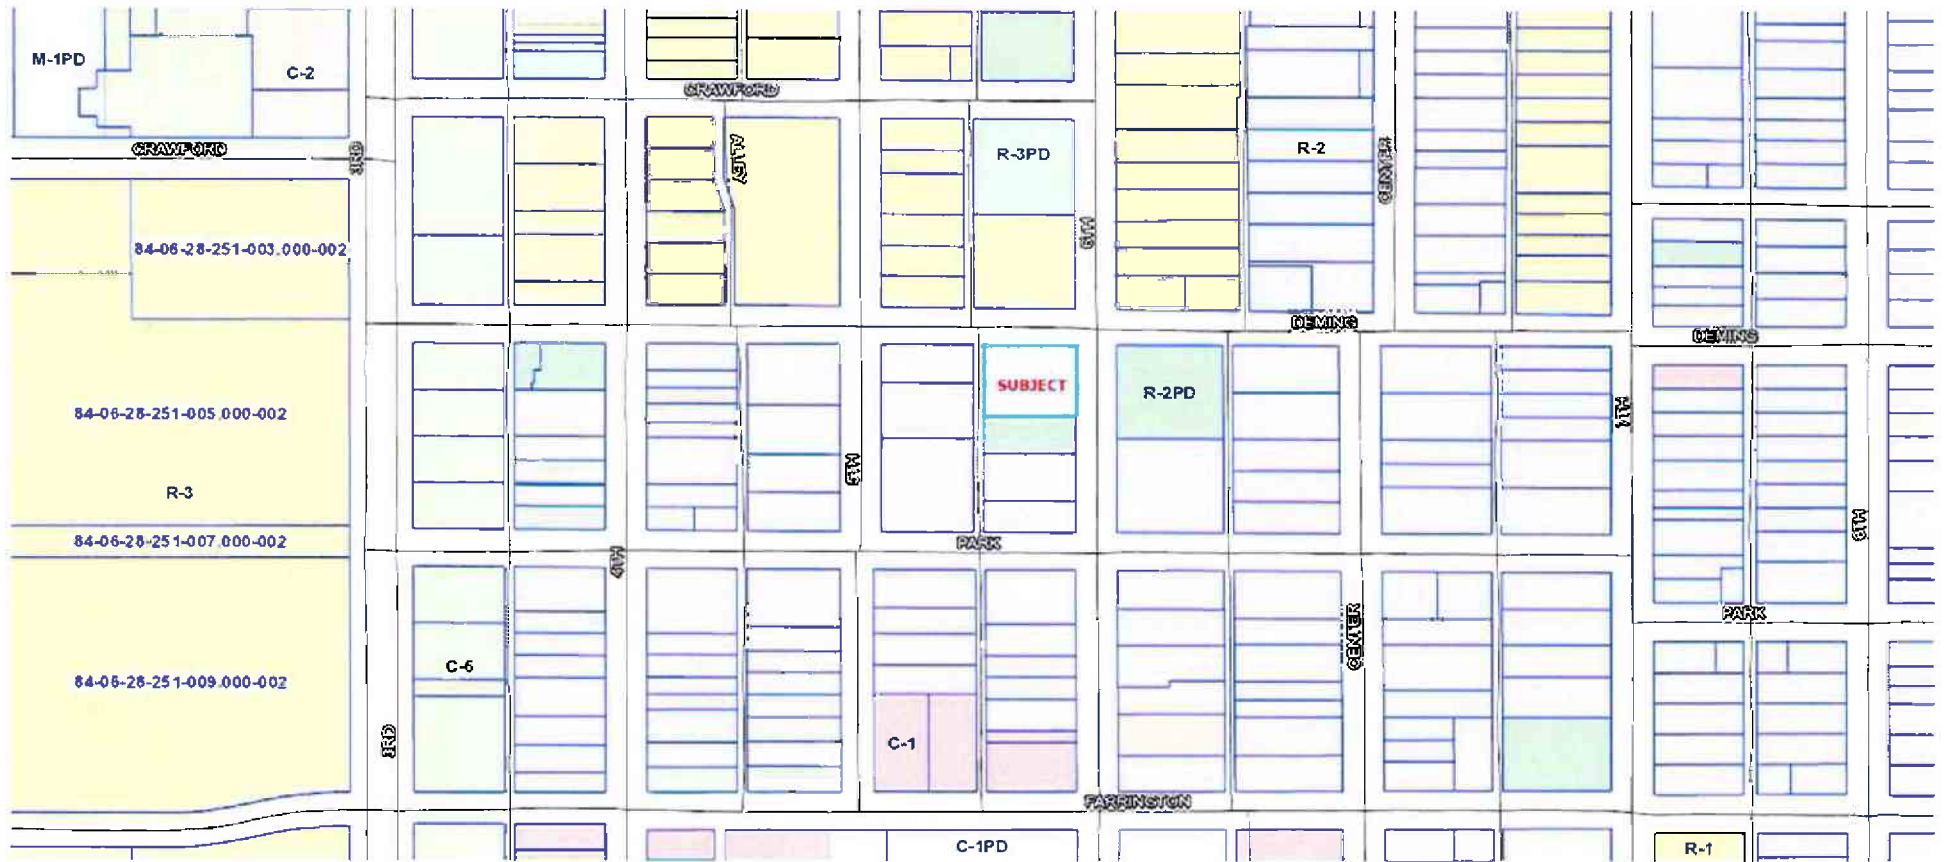 M-1PD
C-2
CRAWFORD
CRAWFORD
3RD
ALLEY
R-3PD
R-2
CENTER
6TH
84-06-28-251-003.000-002
DEMING
DEMING
SUBJECT
R-2PD
84-06-28-251-005.000-002
7TH
5TH
R-3
84-06-28-251-007.000-002
PARK
4TH
8TH
PARK
CENTER
C-6
84-06-28-251-009.000-002
3RD
C-1
FARRINGTON
C-1PD
R-1